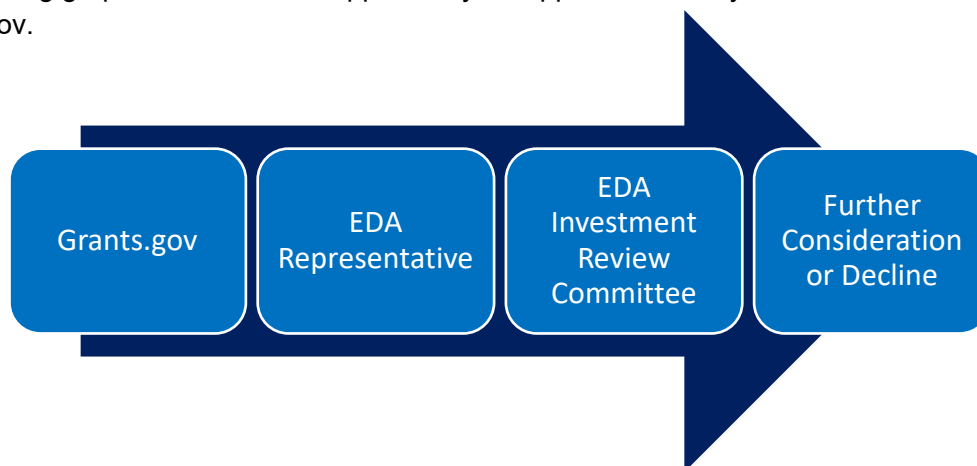 ov.
Grants.gov
EDA
Representative
EDA
Investment
Review
Committee
Further
Consideration
or Decline